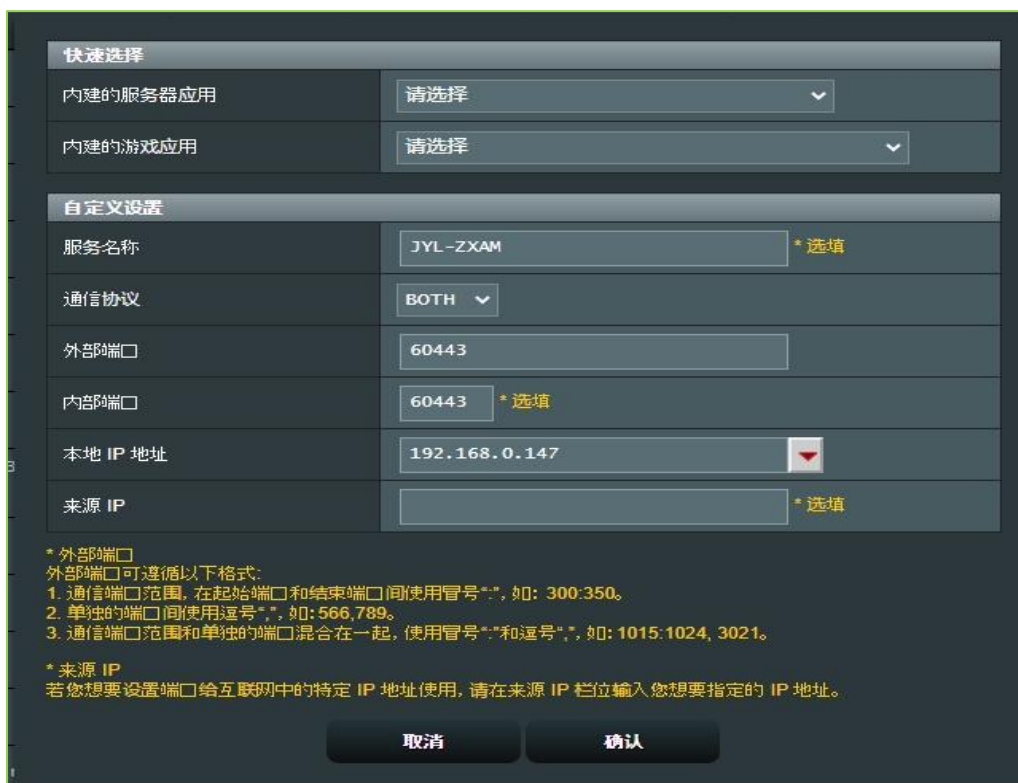 快速选择
内建的服务器应用 请选择
内建的游戏应用 请选择
自定义设置
服务名称 JYL-ZXAM * 选填
通信协议 BOTH
外部端口 60443
内部端口 60443 * 选填
本地 IP 地址 192.168.0.147
来源 IP * 选填
* 外部端口
外部端口可遵循以下格式:
1. 通信端口范围, 在起始端口和结束端口间使用冒号“:”, 如: 300:350。
2. 单独的端口间使用逗号“,”, 如: 566,789。
3. 通信端口范围和单独的端口混合在一起, 使用冒号“:”和逗号“,”, 如: 1015:1024, 3021。
* 来源 IP
若您想要设置端口给互联网中的特定 IP 地址使用, 请在来源 IP 栏位输入您想要指定的 IP 地址。
取消 确认